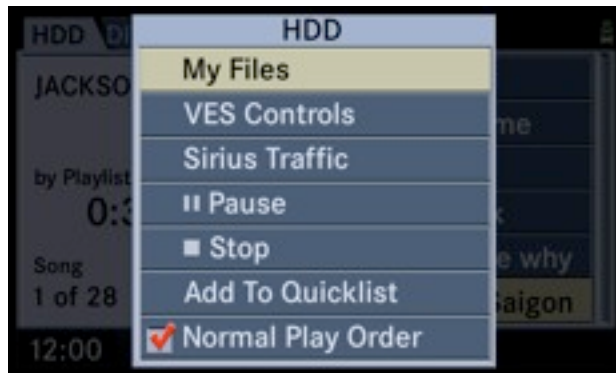 HDD
HDD
My Files
JACKSO
VES Controls
me
Sirius Traffic
by Playlist
Pause
0:3
Stop
e why
Song
1 of 28
Add To Quicklist
Saigon
Normal Play Order
12:00